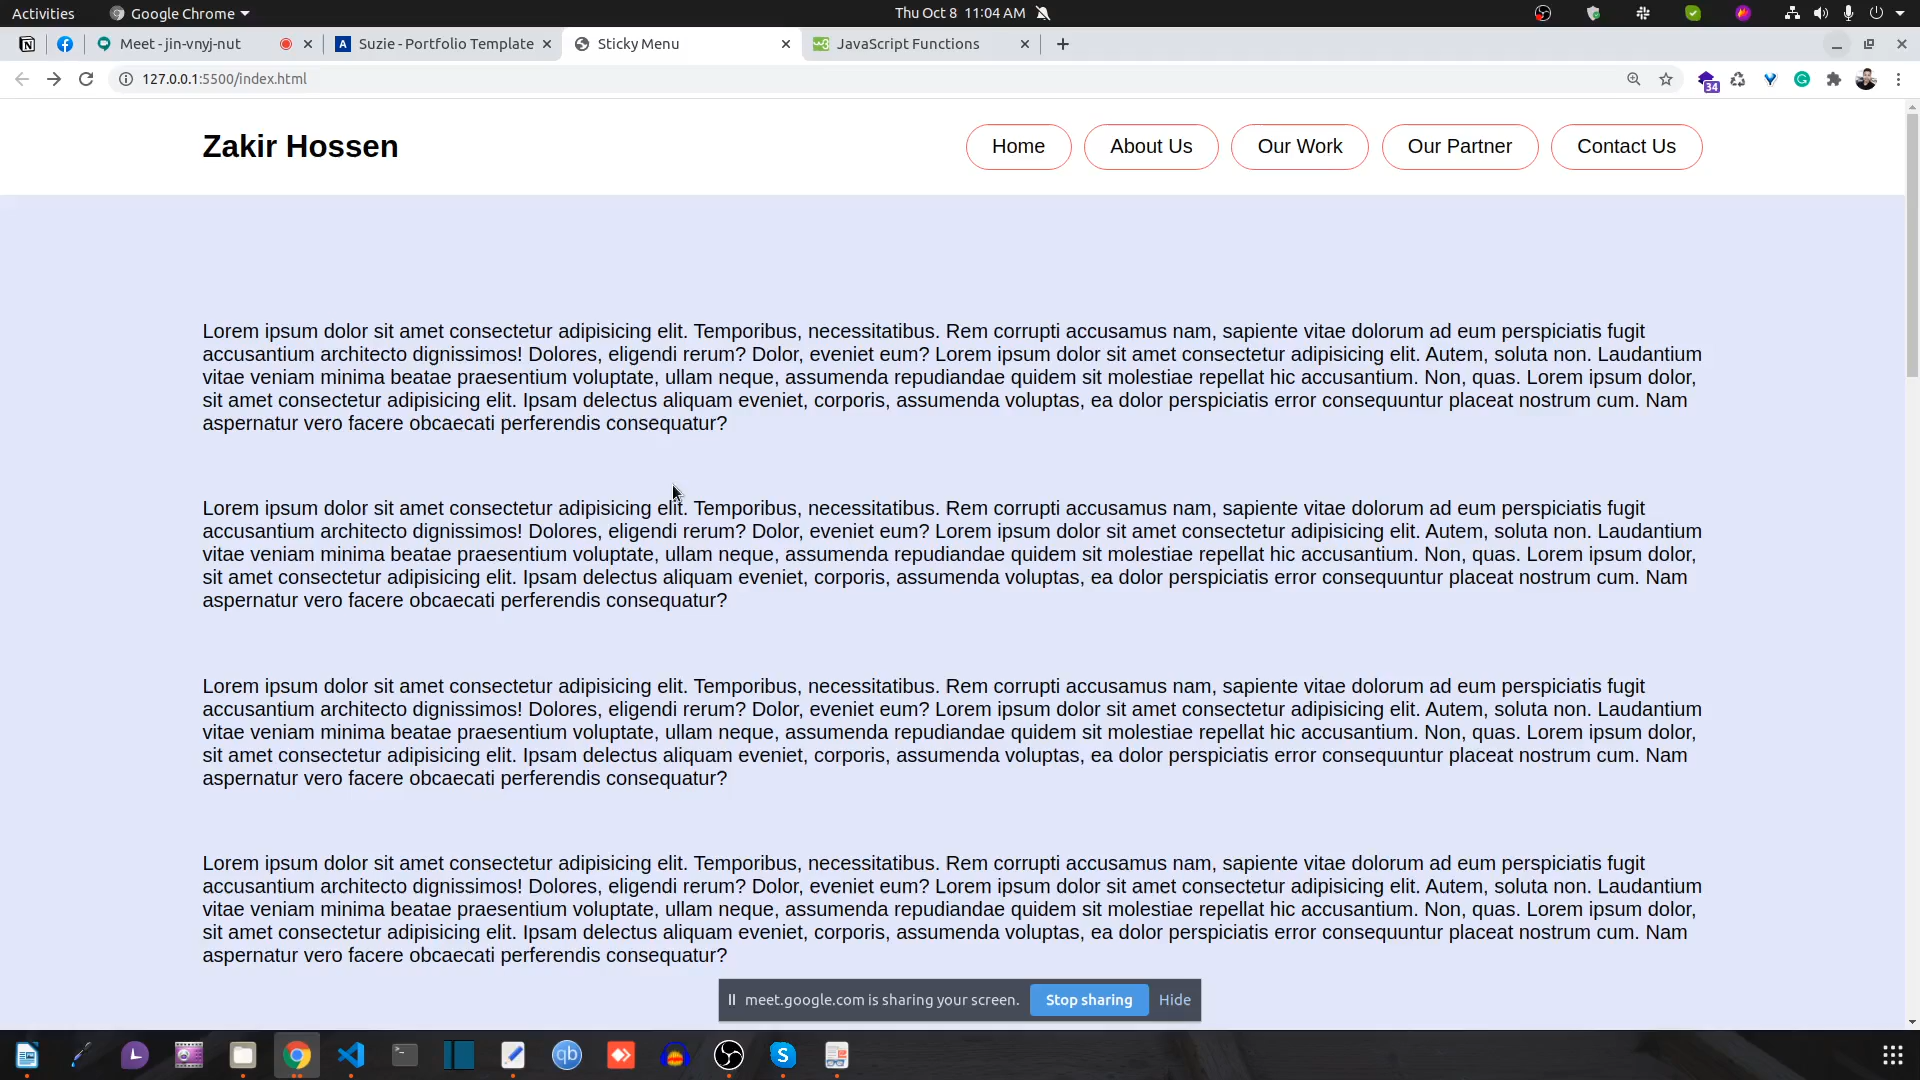 Activities
Google Chrome
Thu Oct 8 11:04 AM
Meet - jin-vnyj-nut
Suzie - Portfolio Template
Sticky Menu
JavaScript Functions
127.0.0.1:5500/index.html
34
Zakir Hossen
Home
About Us
Our Work
Our Partner
Contact Us
Lorem ipsum dolor sit amet consectetur adipisicing elit. Temporibus, necessitatibus. Rem corrupti accusamus nam, sapiente vitae dolorum ad eum perspiciatis fugit
accusantium architecto dignissimos! Dolores, eligendi rerum? Dolor, eveniet eum? Lorem ipsum dolor sit amet consectetur adipisicing elit. Autem, soluta non. Laudantium
vitae veniam minima beatae praesentium voluptate, ullam neque, assumenda repudiandae quidem sit molestiae repellat hic accusantium. Non, quas. Lorem ipsum dolor,
sit amet consectetur adipisicing elit. Ipsam delectus aliquam eveniet, corporis, assumenda voluptas, ea dolor perspiciatis error consequuntur placeat nostrum cum. Nam
aspernatur vero facere obcaecati perferendis consequatur?
Lorem ipsum dolor sit amet consectetur adipisicing elit. Temporibus, necessitatibus. Rem corrupti accusamus nam, sapiente vitae dolorum ad eum perspiciatis fugit
accusantium architecto dignissimos! Dolores, eligendi rerum? Dolor, eveniet eum? Lorem ipsum dolor sit amet consectetur adipisicing elit. Autem, soluta non. Laudantium
vitae veniam minima beatae praesentium voluptate, ullam neque, assumenda repudiandae quidem sit molestiae repellat hic accusantium. Non, quas. Lorem ipsum dolor,
sit amet consectetur adipisicing elit. Ipsam delectus aliquam eveniet, corporis, assumenda voluptas, ea dolor perspiciatis error consequuntur placeat nostrum cum. Nam
aspernatur vero facere obcaecati perferendis consequatur?
Lorem ipsum dolor sit amet consectetur adipisicing elit. Temporibus, necessitatibus. Rem corrupti accusamus nam, sapiente vitae dolorum ad eum perspiciatis fugit
accusantium architecto dignissimos! Dolores, eligendi rerum? Dolor, eveniet eum? Lorem ipsum dolor sit amet consectetur adipisicing elit. Autem, soluta non. Laudantium
vitae veniam minima beatae praesentium voluptate, ullam neque, assumenda repudiandae quidem sit molestiae repellat hic accusantium. Non, quas. Lorem ipsum dolor,
sit amet consectetur adipisicing elit. Ipsam delectus aliquam eveniet, corporis, assumenda voluptas, ea dolor perspiciatis error consequuntur placeat nostrum cum. Nam
aspernatur vero facere obcaecati perferendis consequatur?
Lorem ipsum dolor sit amet consectetur adipisicing elit. Temporibus, necessitatibus. Rem corrupti accusamus nam, sapiente vitae dolorum ad eum perspiciatis fugit
accusantium architecto dignissimos! Dolores, eligendi rerum? Dolor, eveniet eum? Lorem ipsum dolor sit amet consectetur adipisicing elit. Autem, soluta non. Laudantium
vitae veniam minima beatae praesentium voluptate, ullam neque, assumenda repudiandae quidem sit molestiae repellat hic accusantium. Non, quas. Lorem ipsum dolor,
sit amet consectetur adipisicing elit. Ipsam delectus aliquam eveniet, corporis, assumenda voluptas, ea dolor perspiciatis error consequuntur placeat nostrum cum. Nam
aspernatur vero facere obcaecati perferendis consequatur?
meet.google.com is sharing your screen.
Stop sharing
Hide
qb